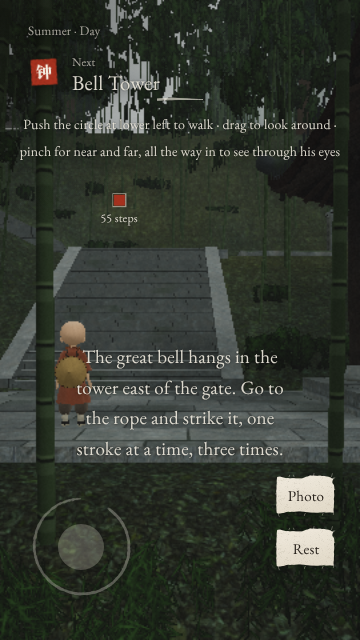 Summer · Day
钟
Next
Bell Tower
Push the circle at lower left to walk · drag to look around ·
pinch for near and far, all the way in to see through his eyes
55 steps
The great bell hangs in the
tower east of the gate. Go to
the rope and strike it, one
stroke at a time, three times.
Photo
Rest